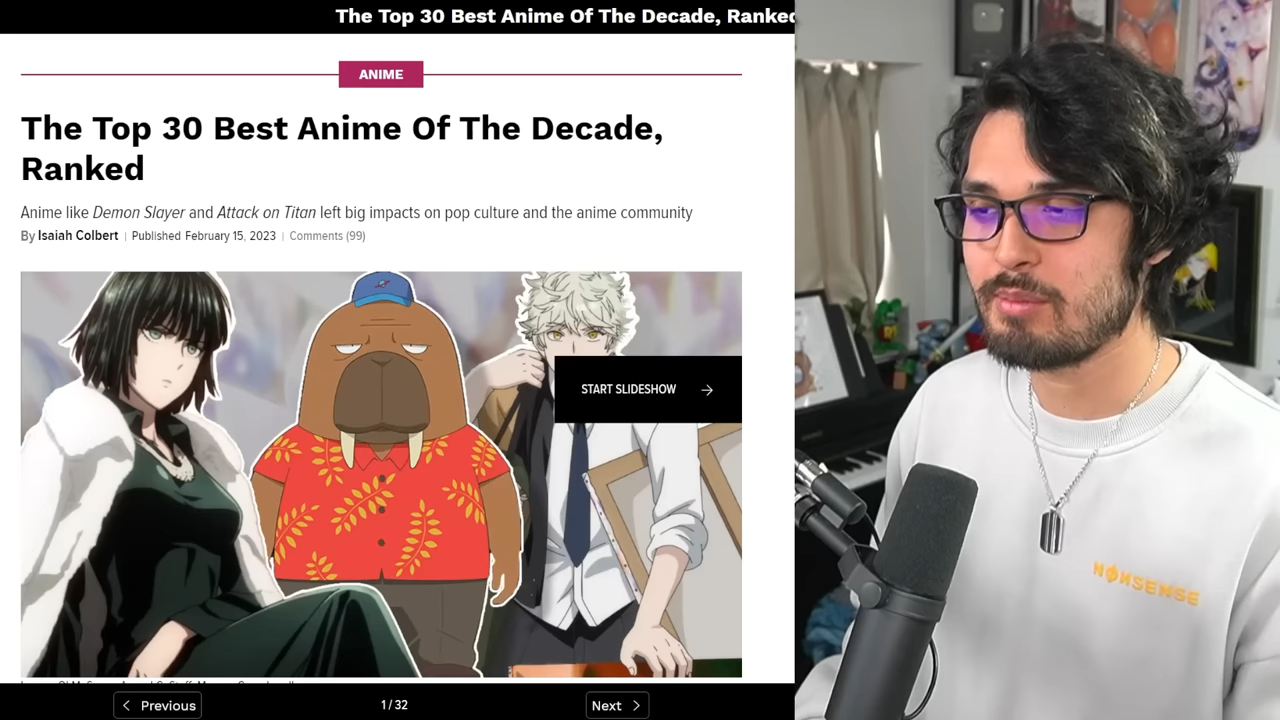 The Top 30 Best Anime Of The Decade, Ranked
ANIME
The Top 30 Best Anime Of The Decade,
Ranked
Anime like Demon Slayer and Attack on Titan left big impacts on pop culture and the anime community
By Isaiah Colbert | Published February 15, 2023 | Comments (99)
START SLIDESHOW
Previous
1 / 32
Next
NONSENSE